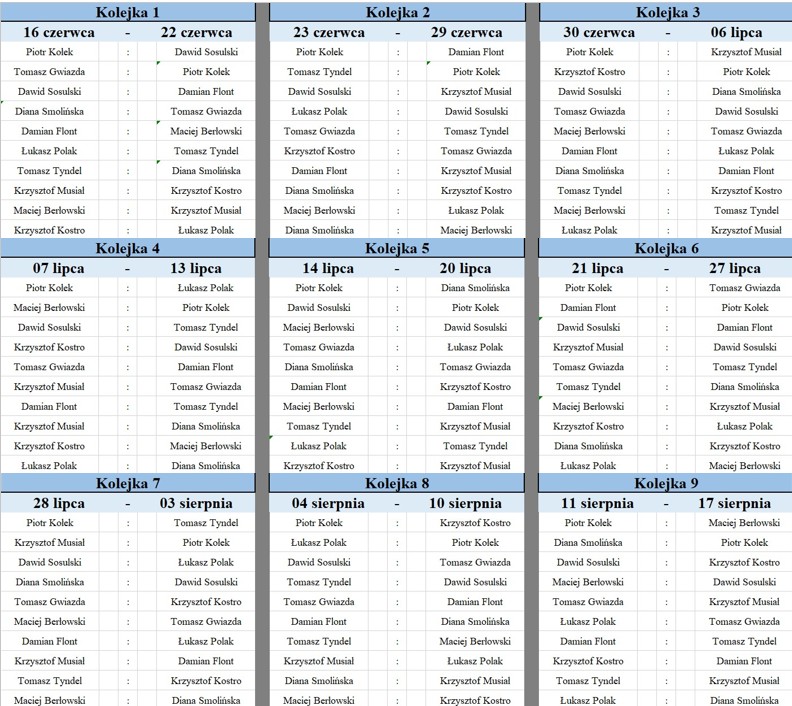 Kolejka 1
16 czerwca - 22 czerwca
Piotr Kołek : Dawid Sosulski
Tomasz Gwiazda : Piotr Kołek
Dawid Sosulski : Damian Flont
Diana Smolińska : Tomasz Gwiazda
Damian Flont : Maciej Berłowski
Łukasz Polak : Tomasz Tyndel
Tomasz Tyndel : Diana Smolińska
Krzysztof Musiał : Krzysztof Kostro
Maciej Berłowski : Krzysztof Musiał
Krzysztof Kostro : Łukasz Polak
Kolejka 2
23 czerwca - 29 czerwca
Piotr Kołek : Damian Flont
Tomasz Tyndel : Piotr Kołek
Dawid Sosulski : Krzysztof Musiał
Łukasz Polak : Dawid Sosulski
Tomasz Gwiazda : Tomasz Tyndel
Krzysztof Kostro : Tomasz Gwiazda
Damian Flont : Krzysztof Musiał
Diana Smolińska : Krzysztof Kostro
Maciej Berłowski : Łukasz Polak
Diana Smolińska : Maciej Berłowski
Kolejka 3
30 czerwca - 06 lipca
Piotr Kołek : Krzysztof Musiał
Krzysztof Kostro : Piotr Kołek
Dawid Sosulski : Diana Smolińska
Tomasz Gwiazda : Dawid Sosulski
Maciej Berłowski : Tomasz Gwiazda
Damian Flont : Łukasz Polak
Diana Smolińska : Damian Flont
Tomasz Tyndel : Krzysztof Kostro
Maciej Berłowski : Tomasz Tyndel
Łukasz Polak : Krzysztof Musiał
Kolejka 4
07 lipca - 13 lipca
Piotr Kołek : Łukasz Polak
Maciej Berłowski : Piotr Kołek
Dawid Sosulski : Tomasz Tyndel
Krzysztof Kostro : Dawid Sosulski
Tomasz Gwiazda : Damian Flont
Krzysztof Musiał : Tomasz Gwiazda
Damian Flont : Tomasz Tyndel
Krzysztof Musiał : Diana Smolińska
Krzysztof Kostro : Maciej Berłowski
Łukasz Polak : Diana Smolińska
Kolejka 5
14 lipca - 20 lipca
Piotr Kołek : Diana Smolińska
Dawid Sosulski : Piotr Kołek
Maciej Berłowski : Dawid Sosulski
Tomasz Gwiazda : Łukasz Polak
Diana Smolińska : Tomasz Gwiazda
Damian Flont : Krzysztof Kostro
Maciej Berłowski : Damian Flont
Tomasz Tyndel : Krzysztof Musiał
Łukasz Polak : Tomasz Tyndel
Krzysztof Kostro : Krzysztof Musiał
Kolejka 6
21 lipca - 27 lipca
Piotr Kołek : Tomasz Gwiazda
Damian Flont : Piotr Kołek
Dawid Sosulski : Damian Flont
Krzysztof Musiał : Dawid Sosulski
Tomasz Gwiazda : Tomasz Tyndel
Tomasz Tyndel : Diana Smolińska
Maciej Berłowski : Krzysztof Musiał
Krzysztof Kostro : Łukasz Polak
Diana Smolińska : Krzysztof Kostro
Łukasz Polak : Maciej Berłowski
Kolejka 7
28 lipca - 03 sierpnia
Piotr Kołek : Tomasz Tyndel
Krzysztof Musiał : Piotr Kołek
Dawid Sosulski : Łukasz Polak
Diana Smolińska : Dawid Sosulski
Tomasz Gwiazda : Krzysztof Kostro
Maciej Berłowski : Tomasz Gwiazda
Damian Flont : Łukasz Polak
Krzysztof Musiał : Damian Flont
Tomasz Tyndel : Krzysztof Kostro
Maciej Berłowski : Diana Smolińska
Kolejka 8
04 sierpnia - 10 sierpnia
Piotr Kołek : Krzysztof Kostro
Łukasz Polak : Piotr Kołek
Dawid Sosulski : Tomasz Gwiazda
Tomasz Tyndel : Dawid Sosulski
Tomasz Gwiazda : Damian Flont
Damian Flont : Diana Smolińska
Tomasz Tyndel : Maciej Berłowski
Krzysztof Musiał : Łukasz Polak
Diana Smolińska : Krzysztof Musiał
Maciej Berłowski : Krzysztof Kostro
Kolejka 9
11 sierpnia - 17 sierpnia
Piotr Kołek : Maciej Berłowski
Diana Smolińska : Piotr Kołek
Dawid Sosulski : Krzysztof Kostro
Maciej Berłowski : Dawid Sosulski
Tomasz Gwiazda : Krzysztof Musiał
Łukasz Polak : Tomasz Gwiazda
Damian Flont : Tomasz Tyndel
Krzysztof Kostro : Damian Flont
Tomasz Tyndel : Krzysztof Musiał
Łukasz Polak : Diana Smolińska